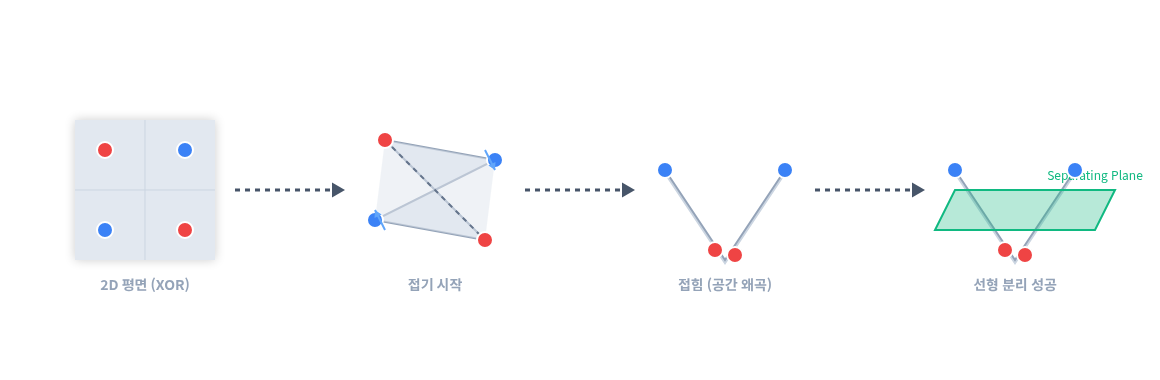 Separating Plane
2D 평면 (XOR)
접기 시작
접힘 (공간 왜곡)
선형 분리 성공